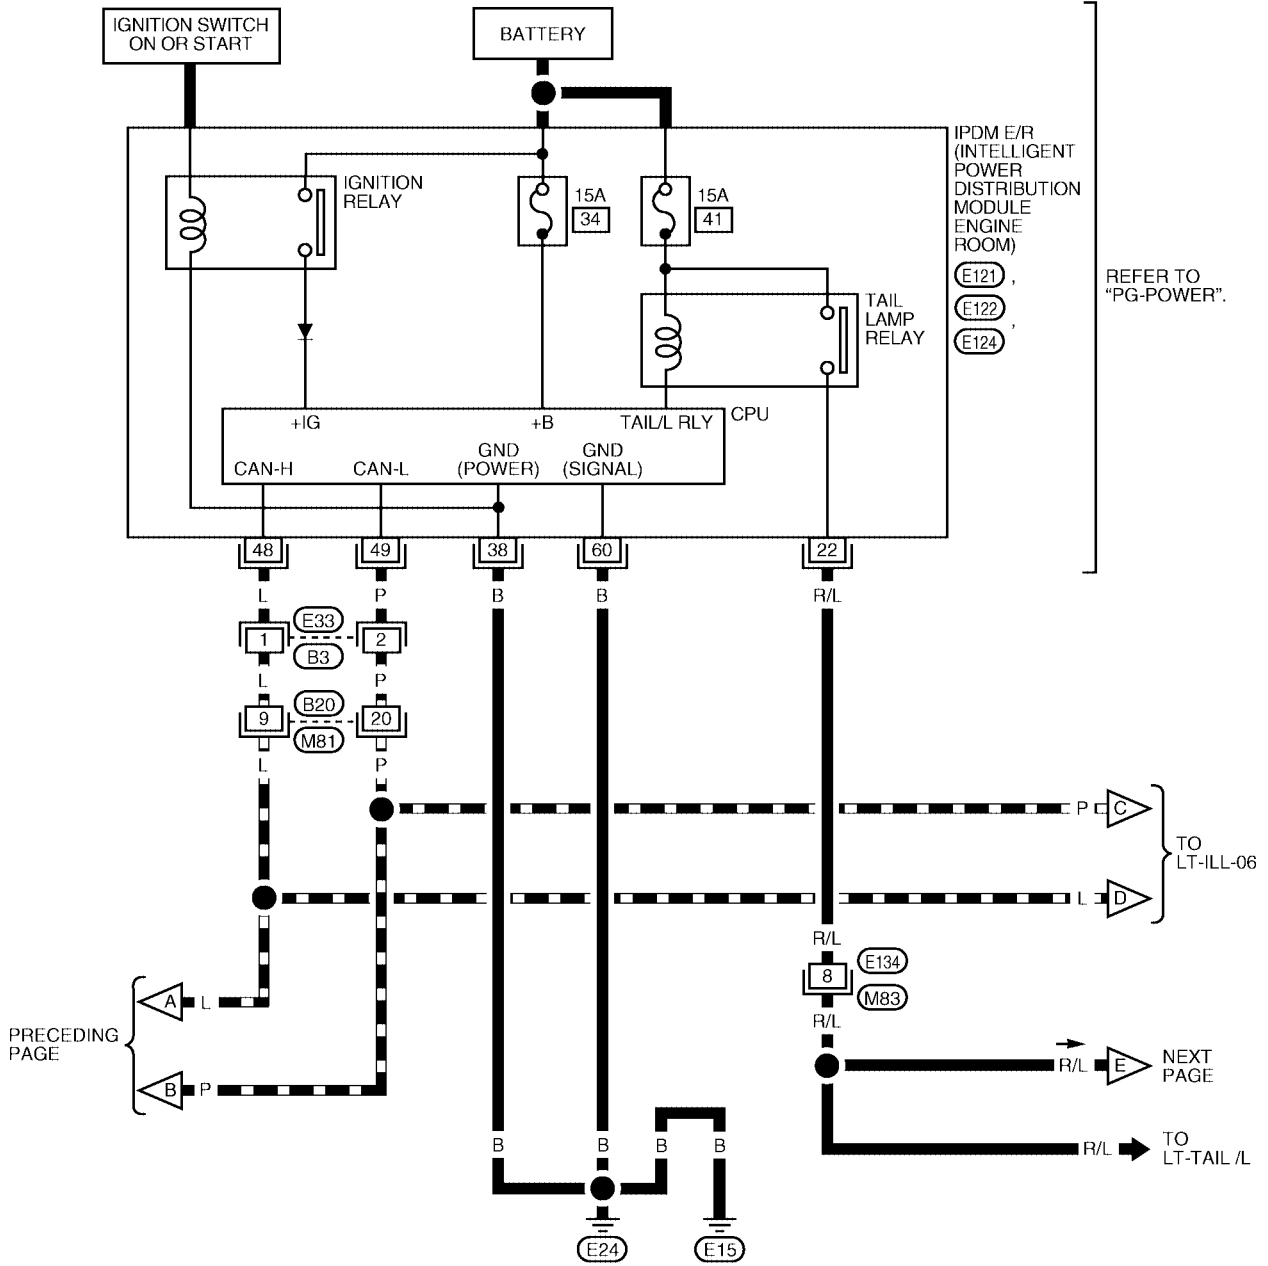 IGNITION SWITCH
ON OR START
BATTERY
IPDM E/R
(INTELLIGENT
POWER
DISTRIBUTION
MODULE
ENGINE
ROOM)
E121 ,
E122 ,
E124
REFER TO
“PG-POWER”.
IGNITION
RELAY
15A
34
15A
41
TAIL
LAMP
RELAY
+IG
+B
TAIL/L RLY
CPU
CAN-H
CAN-L
GND
(POWER)
GND
(SIGNAL)
48
49
38
60
22
L
P
B
B
R/L
1
E33
B3
2
L
P
9
B20
M81
20
L
P
P
C
L
D
TO
LT-ILL-06
R/L
8
E134
M83
R/L
PRECEDING
PAGE
A
L
B
P
R/L
E
NEXT
PAGE
B
B
B
B
R/L
TO
LT-TAIL /L
E24
E15